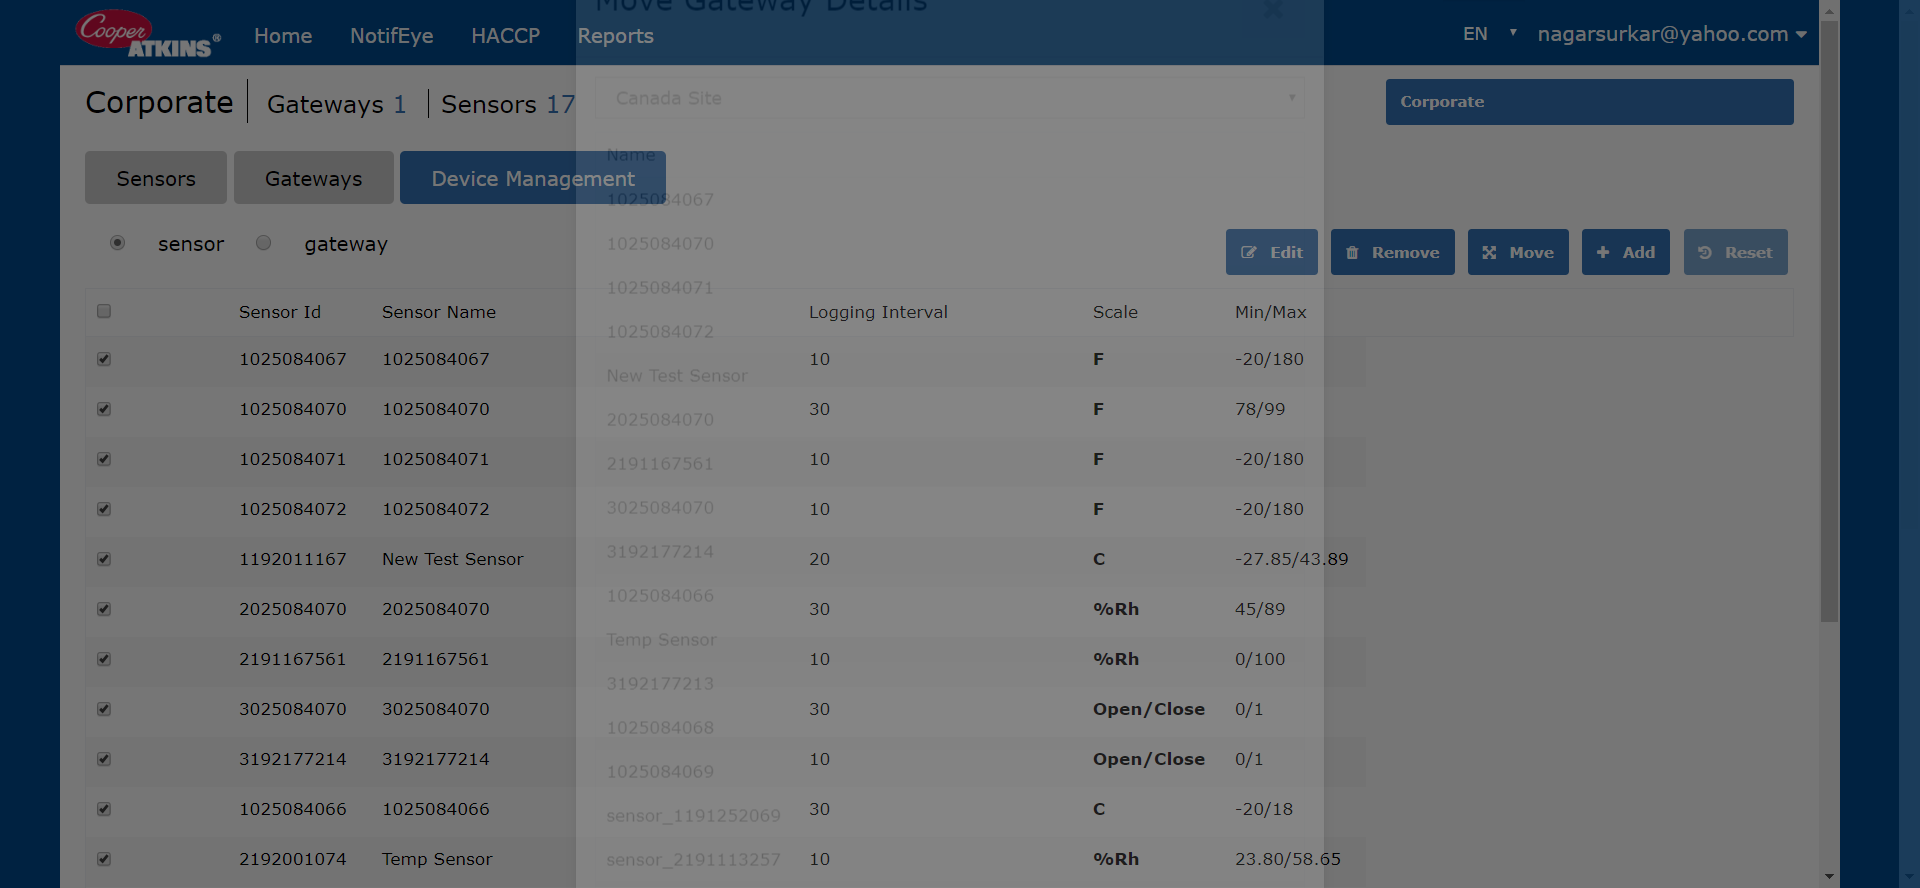 Move Gateway Details
Cooper ATKINS® Home NotifEye HACCP Reports EN nagarsurkar@yahoo.com
Corporate Gateways 1 Sensors 17
Canada Site
Corporate
Name
Sensors Gateways Device Management
1025084067
sensor gateway
1025084070
Edit Remove Move Add Reset
1025084071
Sensor Id Sensor Name Logging Interval Scale Min/Max
1025084072
1025084067 1025084067 10 F -20/180
New Test Sensor
1025084070 1025084070 30 F 78/99
2025084070
1025084071 1025084071 10 F -20/180
2191167561
1025084072 1025084072 10 F -20/180
3025084070
1192011167 New Test Sensor 20 C -27.85/43.89
3192177214
1025084066
2025084070 2025084070 30 %Rh 45/89
Temp Sensor
2191167561 2191167561 10 %Rh 0/100
3192177213
3025084070 3025084070 30 Open/Close 0/1
1025084068
3192177214 3192177214 10 Open/Close 0/1
1025084069
1025084066 1025084066 30 C -20/18
sensor_1191252069
2192001074 Temp Sensor 10 %Rh 23.80/58.65
sensor_2191113257